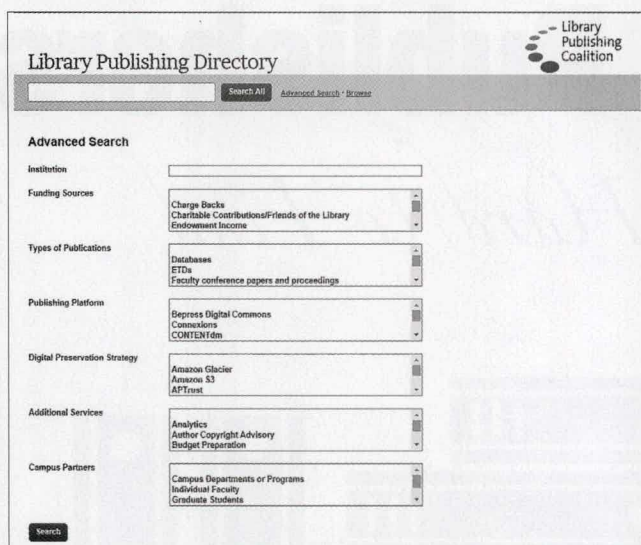 Library
Publishing
Coalition
Library Publishing Directory
Search All Advanced Search • Browse
Advanced Search
Institution
Funding Sources
Charge Backs
Charitable Contributions/Friends of the Library
Endowment Income
Types of Publications
Databases
ETDs
Faculty conference papers and proceedings
Publishing Platform
Bepress Digital Commons
Connexions
CONTENTdm
Digital Preservation Strategy
Amazon Glacier
Amazon S3
APTrust
Additional Services
Analytics
Author Copyright Advisory
Budget Preparation
Campus Partners
Campus Departments or Programs
Individual Faculty
Graduate Students
Search